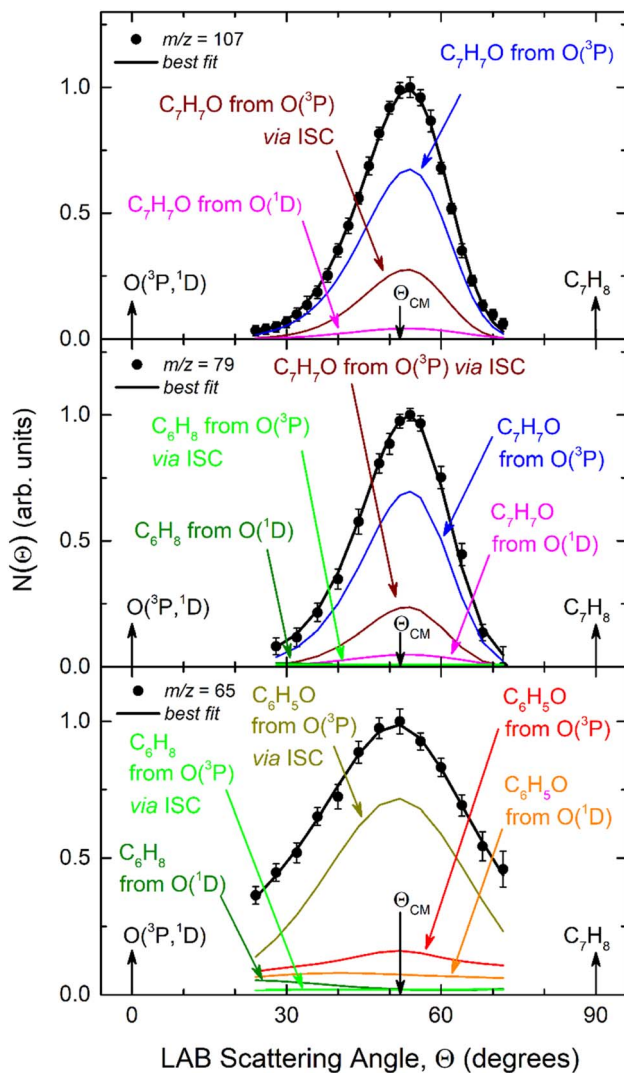 m/z = 107
best fit
C₇H₇O from O(³P)
C₇H₇O from O(³P)
via ISC
C₇H₇O from O(¹D)
O(³P,¹D)
Θ_CM
C₇H₈
1.0
0.5
0.0
m/z = 79
best fit
C₇H₇O from O(³P) via ISC
C₆H₈ from O(³P)
via ISC
C₇H₇O
from O(³P)
C₆H₈ from O(¹D)
C₇H₇O
from O(¹D)
O(³P,¹D)
Θ_CM
C₇H₈
1.0
0.5
0.0
N(Θ) (arb. units)
m/z = 65
best fit
C₆H₅O
from O(³P)
via ISC
C₆H₅O
from O(³P)
C₆H₈
from O(³P)
via ISC
C₆H₅O
from O(¹D)
C₆H₈
from O(¹D)
O(³P,¹D)
Θ_CM
C₇H₈
1.0
0.5
0.0
0 30 60 90
LAB Scattering Angle, Θ (degrees)